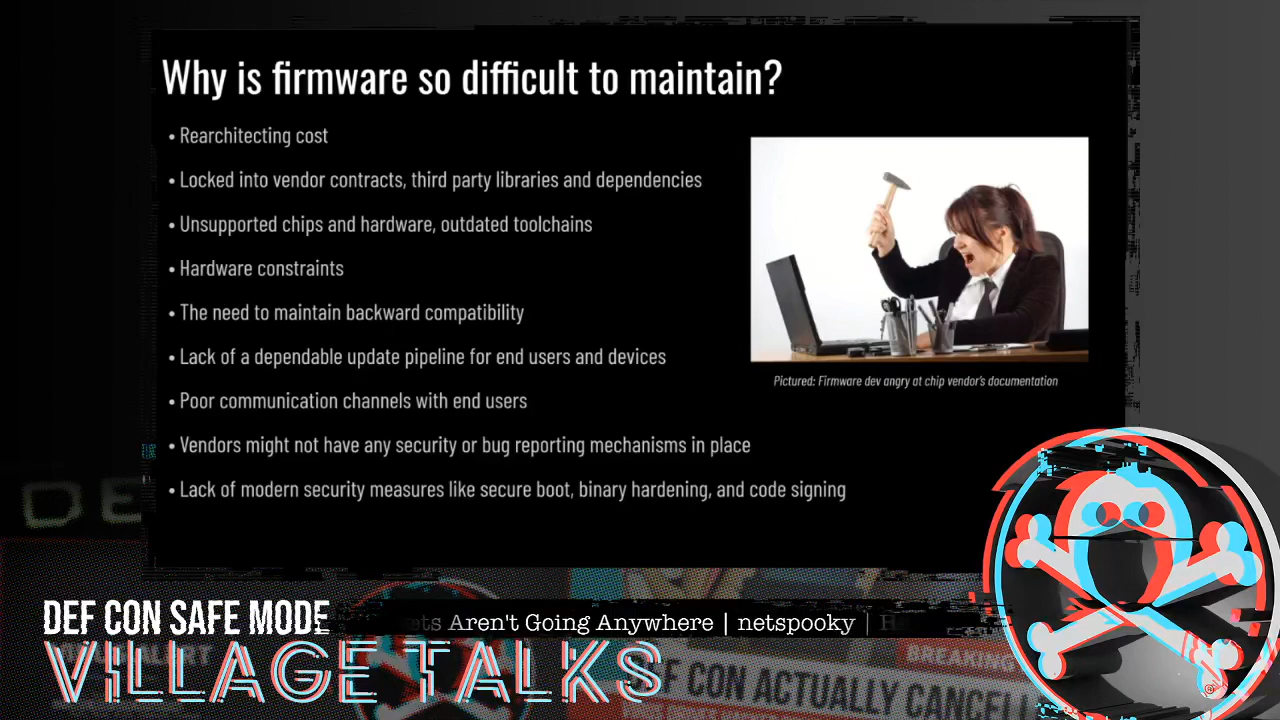 Why is firmware so difficult to maintain?
• Rearchitecting cost
• Locked into vendor contracts, third party libraries and dependencies
• Unsupported chips and hardware, outdated toolchains
• Hardware constraints
• The need to maintain backward compatibility
• Lack of a dependable update pipeline for end users and devices
• Poor communication channels with end users
• Vendors might not have any security or bug reporting mechanisms in place
• Lack of modern security measures like secure boot, binary hardening, and code signing
Pictured: Firmware dev angry at chip vendor's documentation
DEF CON SAFE MODE
Aren't Going Anywhere | netspooky |
VILLAGE TALKS
BREAKING
CON ACTUALLY